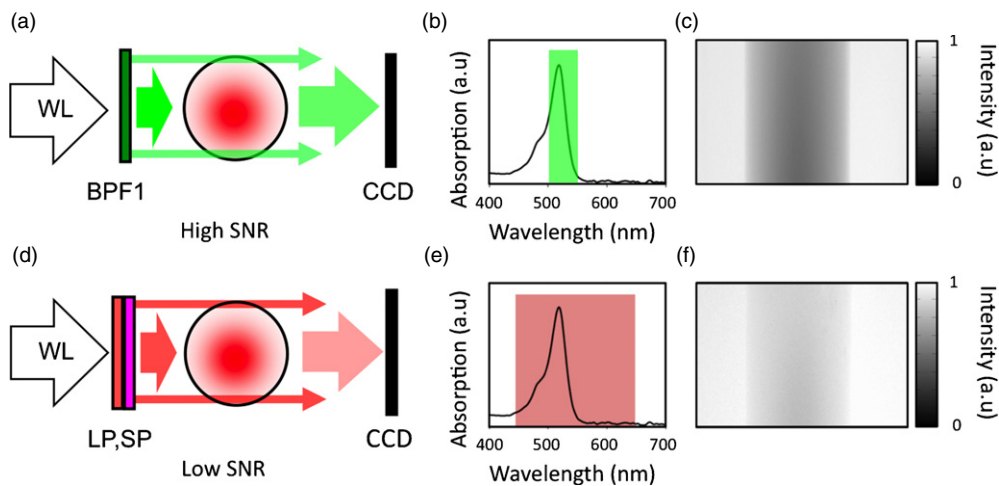 (a)
WL
BPF1
CCD
High SNR
(b)
Absorption (a.u)
400 500 600 700
Wavelength (nm)
(c)
1
0
Intensity (a.u)
(d)
WL
LP,SP
CCD
Low SNR
(e)
Absorption (a.u)
400 500 600 700
Wavelength (nm)
(f)
1
0
Intensity (a.u)